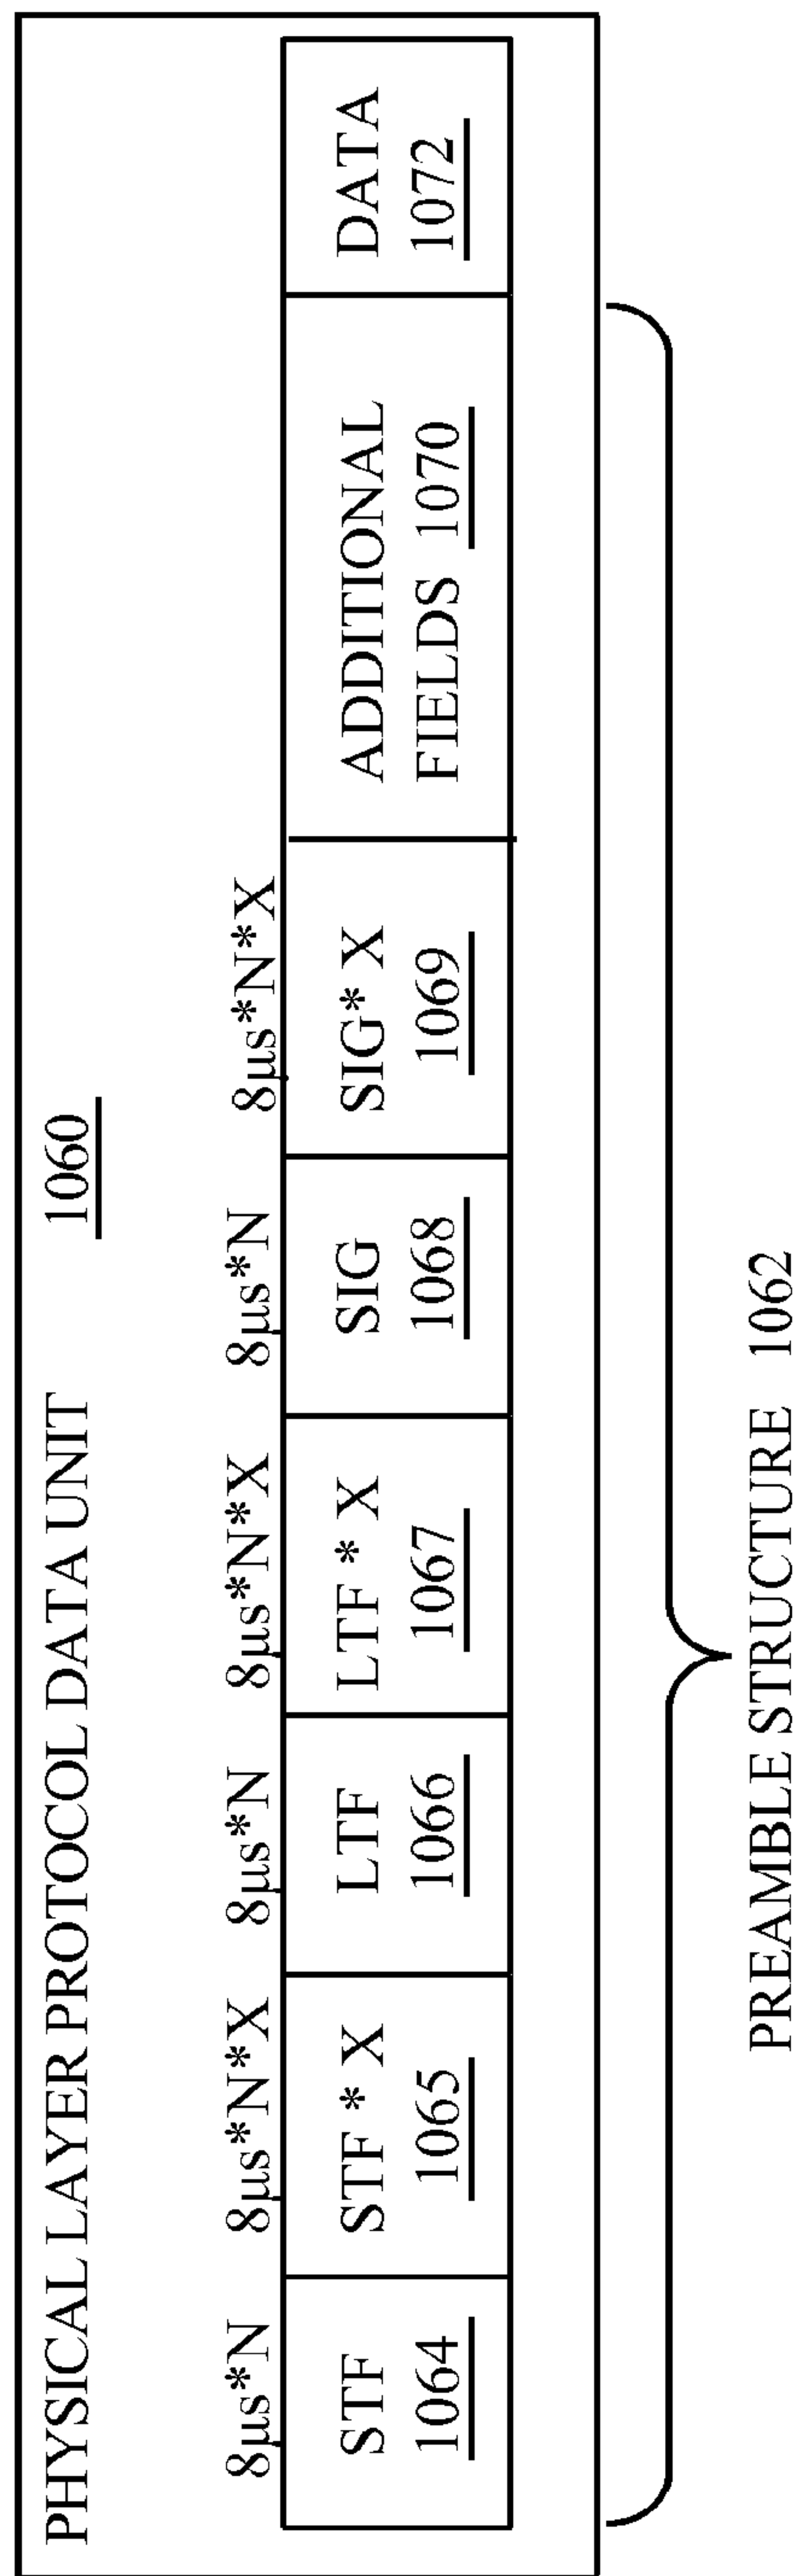 PHYSICAL LAYER PROTOCOL DATA UNIT 1060
8µs*N
8µs*N*X
8µs*N
8µs*N*X
8µs*N
8µs*N*X
STF
1064
STF * X
1065
LTF
1066
LTF * X
1067
SIG
1068
SIG* X
1069
ADDITIONAL
FIELDS 1070
DATA
1072
PREAMBLE STRUCTURE 1062